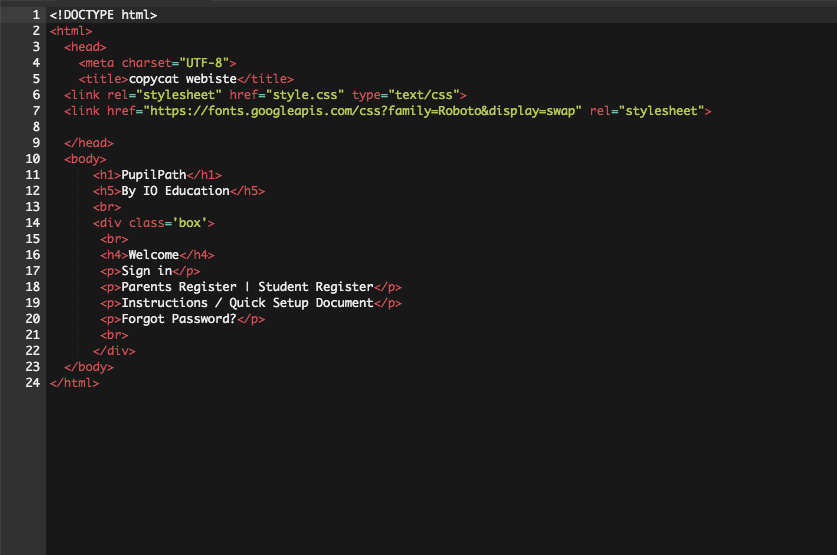 1 <!DOCTYPE html>
2 <html>
3 <head>
4 <meta charset="UTF-8">
5 <title>copycat webiste</title>
6 <link rel="stylesheet" href="style.css" type="text/css">
7 <link href="https://fonts.googleapis.com/css?family=Roboto&display=swap" rel="stylesheet">
8
9 </head>
10 <body>
11 <h1>PupilPath</h1>
12 <h5>By IO Education</h5>
13 <br>
14 <div class='box'>
15 <br>
16 <h4>Welcome</h4>
17 <p>Sign in</p>
18 <p>Parents Register | Student Register</p>
19 <p>Instructions / Quick Setup Document</p>
20 <p>Forgot Password?</p>
21 <br>
22 </div>
23 </body>
24 </html>